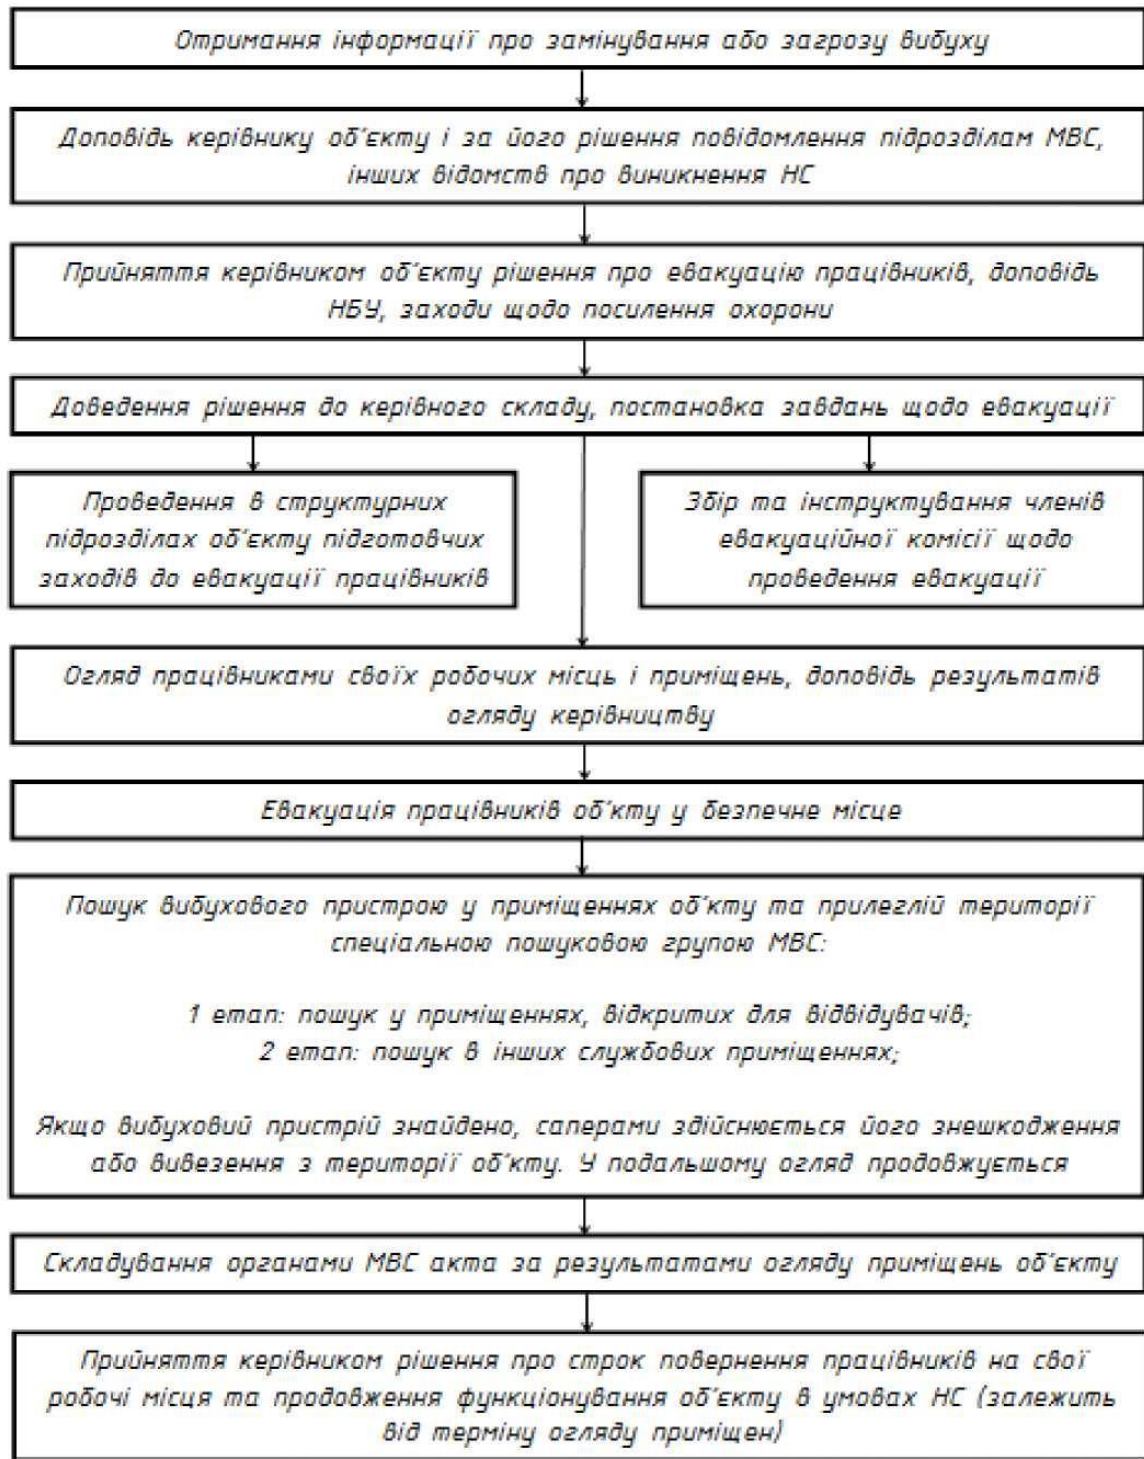 Отримання інформації про замінування або загрозу вибуху
Доповідь керівнику об'єкту і за його рішення повідомлення підрозділам МВС,
інших відомств про виникнення НС
Прийняття керівником об'єкту рішення про евакуацію працівників, доповідь
НБУ, заходи щодо посилення охорони
Доведення рішення до керівного складу, постановка завдань щодо евакуації
Проведення в структурних
підрозділах об'єкту підготовчих
заходів до евакуації працівників
Збір та інструктування членів
евакуаційної комісії щодо
проведення евакуації
Огляд працівниками своїх робочих місць і приміщень, доповідь результатів
огляду керівництву
Евакуація працівників об'кту у безпечне місце
Пошук вибухового пристрою у приміщеннях об'кту та прилеглій території
спеціальною пошуковою групою МВС:
1 етап: пошук у приміщеннях, відкритих для відвідувачів;
2 етап: пошук в інших службових приміщеннях;
Якщо вибуховий пристрій знайдено, саперами здійснюється його знешкодження
або вивезення з території об'єкту. У подальшому огляд продовжується
Складування органами МВС акта за результатами огляду приміщень об'єкту
Прийняття керівником рішення про строк повернення працівників на свої
робочі місця та продовження функціонування об'єкту в умовах НС (залежить
від терміну огляду приміщен)